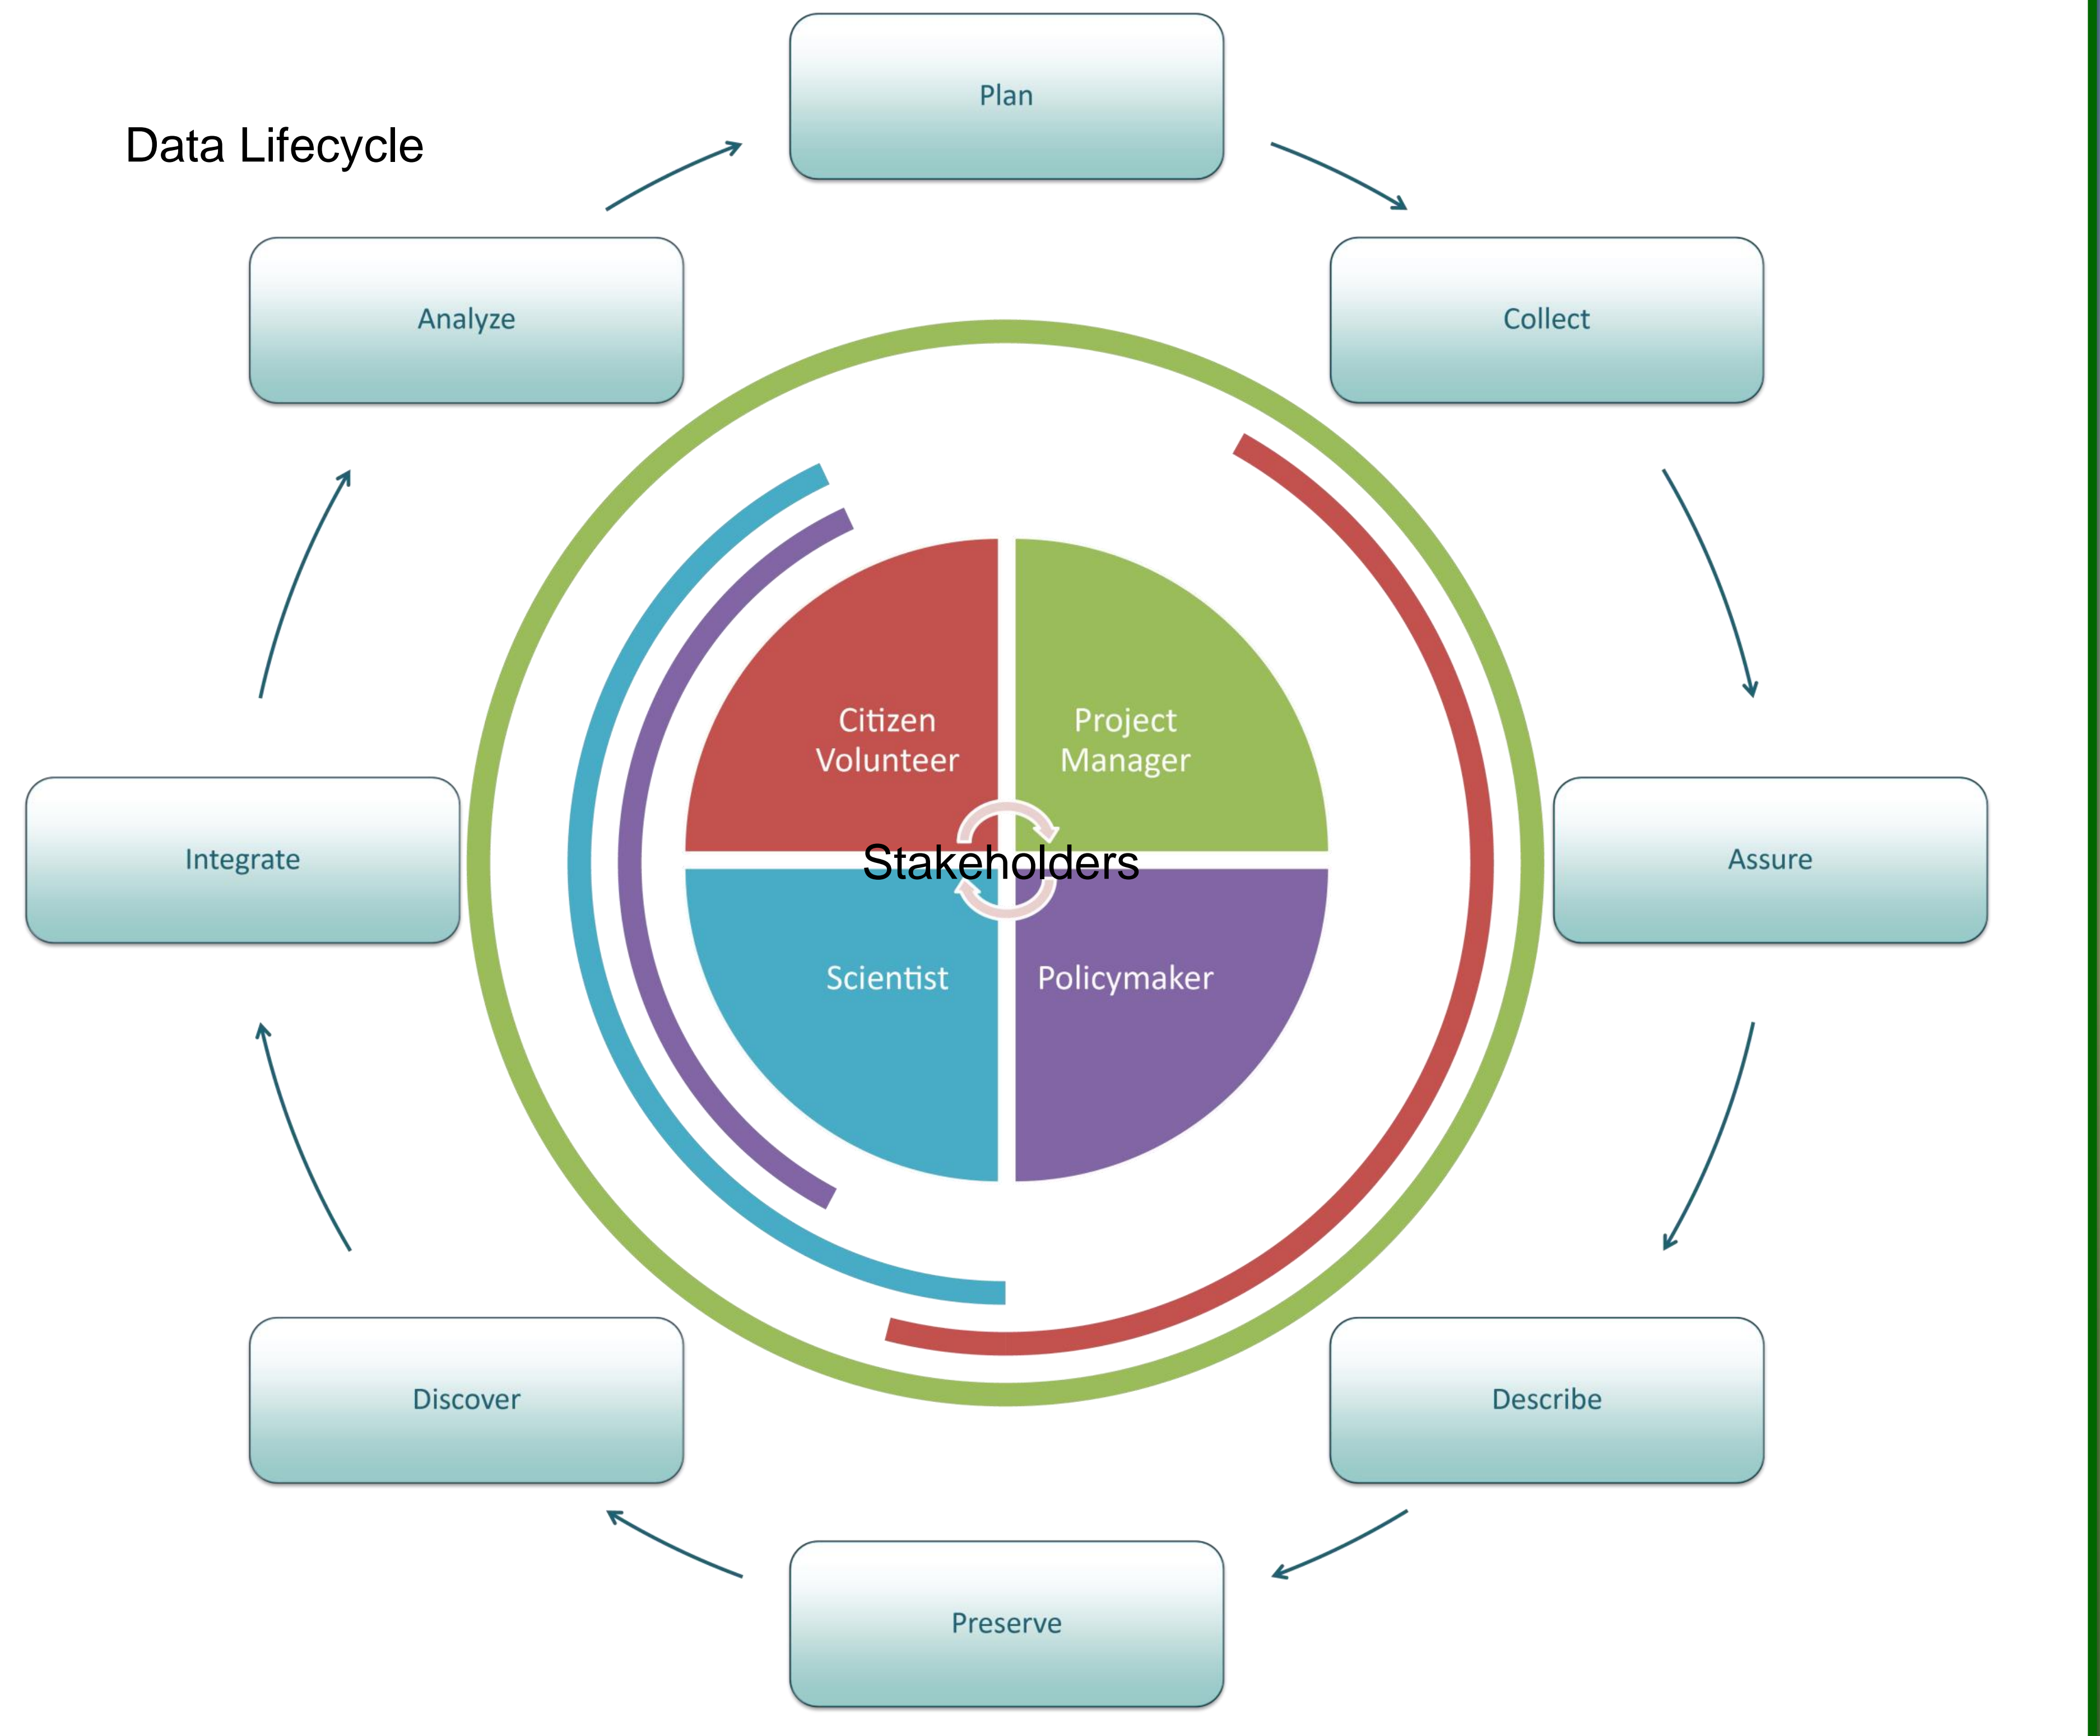 Plan
Data Lifecycle
Analyze
Collect
Citizen
Volunteer
Project
Manager
Integrate
Stakeholders
Assure
Scientist
Policymaker
Discover
Describe
Preserve